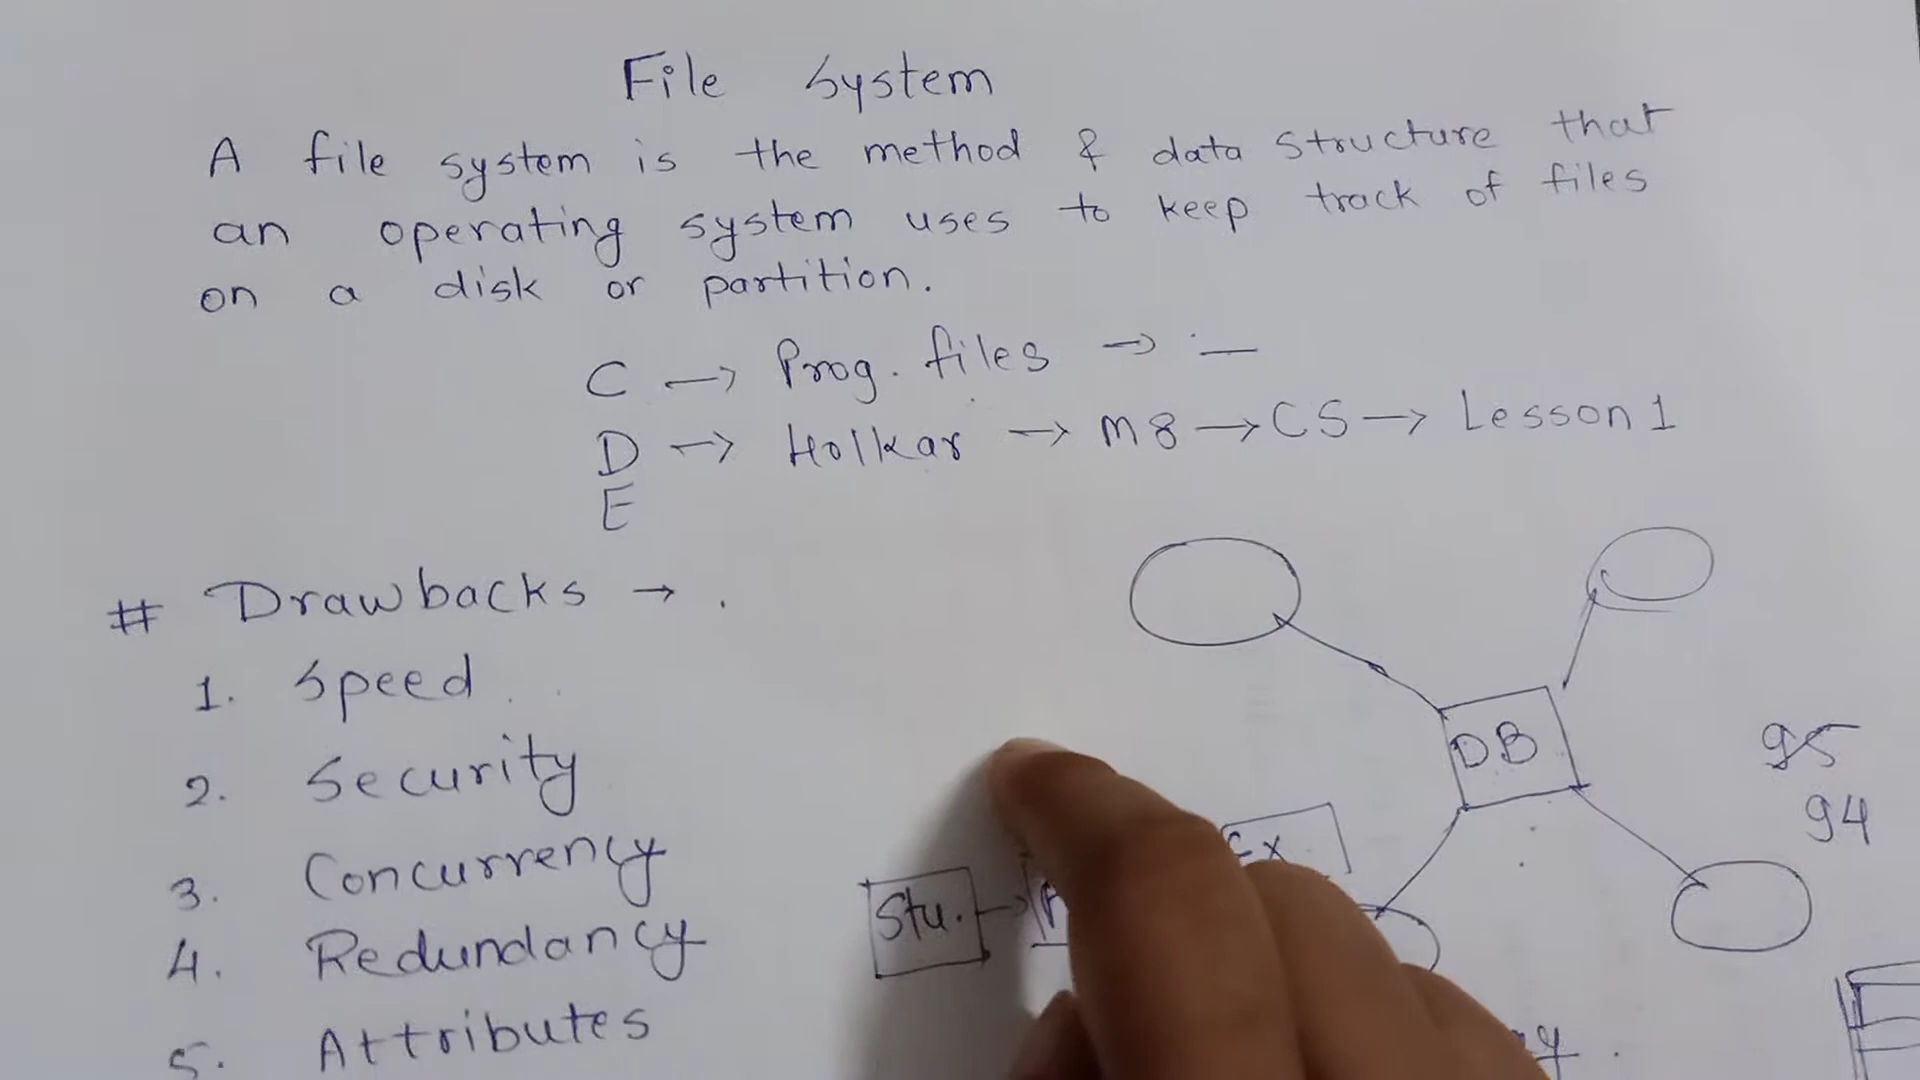 File System
A file system is the method & data structure that
an operating system uses to keep track of files
on a disk or partition.
C → Prog. files → —
D → Holkar → M8 → CS → Lesson 1
E
# Drawbacks →
1. Speed
2. Security
3. Concurrency
4. Redundancy
5. Attributes
DB
95
94
Stu. →